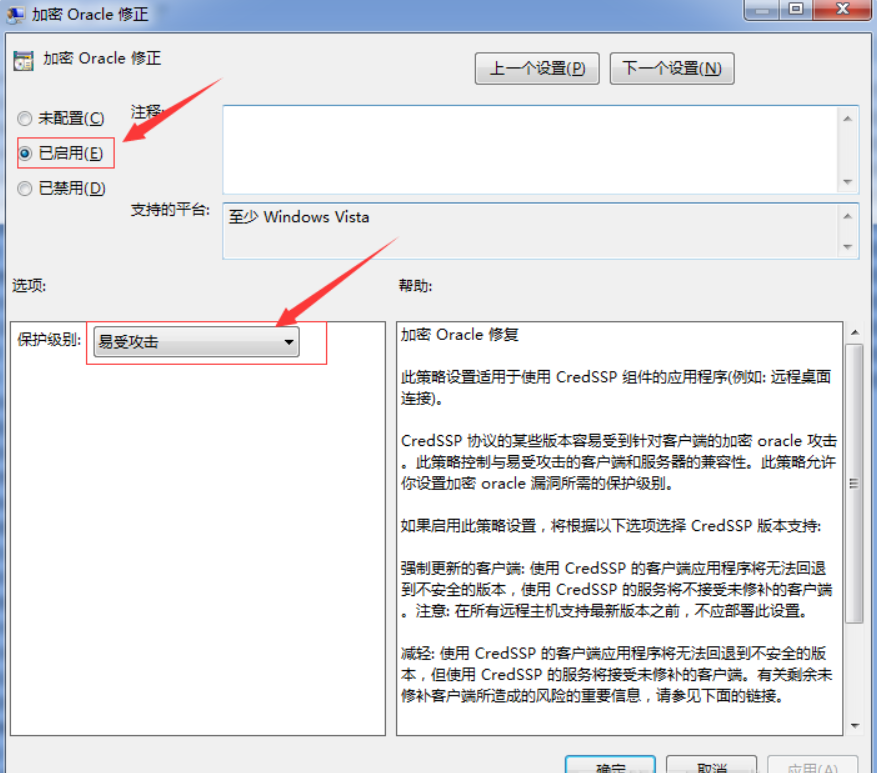 加密 Oracle 修正
加密 Oracle 修正
上一个设置(P)
下一个设置(N)
未配置(C)
注释:
已启用(E)
已禁用(D)
支持的平台:
至少 Windows Vista
选项:
帮助:
保护级别:
易受攻击
加密 Oracle 修复
此策略设置适用于使用 CredSSP 组件的应用程序(例如: 远程桌面
连接)。
CredSSP 协议的某些版本容易受到针对客户端的加密 oracle 攻击
。此策略控制与易受攻击的客户端和服务器的兼容性。此策略允许
你设置加密 oracle 漏洞所需的保护级别。
如果启用此策略设置，将根据以下选项选择 CredSSP 版本支持:
强制更新的客户端: 使用 CredSSP 的客户端应用程序将无法回退
到不安全的版本，使用 CredSSP 的服务将不接受未修补的客户端
。注意: 在所有远程主机支持最新版本之前，不应部署此设置。
减轻: 使用 CredSSP 的客户端应用程序将无法回退到不安全的版
本，但使用 CredSSP 的服务将接受未修补的客户端。有关剩余未
修补客户端所造成的风险的重要信息，请参见下面的链接。
确定
取消
应用(A)